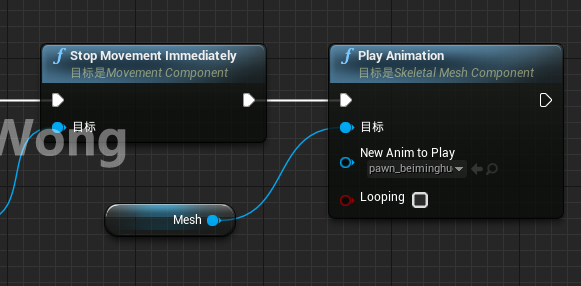 Stop Movement Immediately
目标是Movement Component
目标
Wong
Mesh
Play Animation
目标是Skeletal Mesh Component
目标
New Anim to Play
pawn_beiminghu
Looping